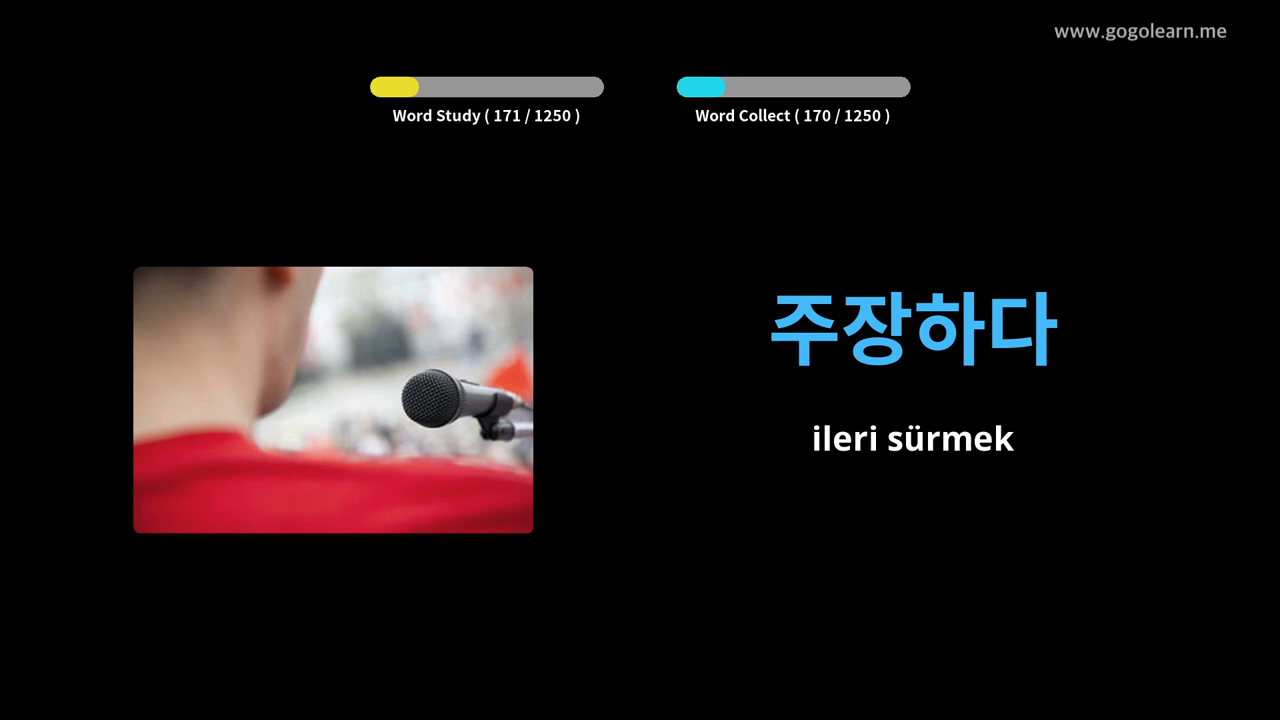 www.gogolearn.me
Word Study ( 171 / 1250 )
Word Collect ( 170 / 1250 )
주장하다
ileri sürmek